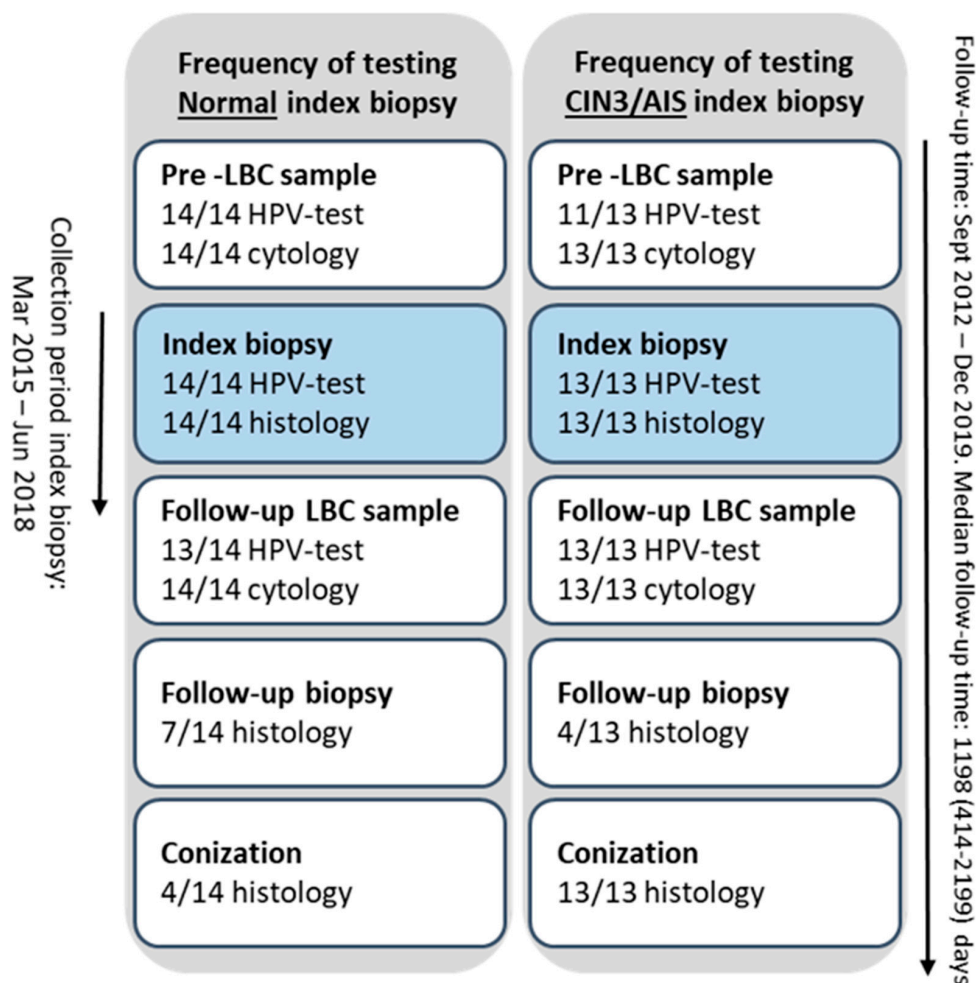 Frequency of testing
Normal index biopsy
Pre -LBC sample
14/14 HPV-test
14/14 cytology
Index biopsy
14/14 HPV-test
14/14 histology
Follow-up LBC sample
13/14 HPV-test
14/14 cytology
Follow-up biopsy
7/14 histology
Conization
4/14 histology
Frequency of testing
CIN3/AIS index biopsy
Pre -LBC sample
11/13 HPV-test
13/13 cytology
Index biopsy
13/13 HPV-test
13/13 histology
Follow-up LBC sample
13/13 HPV-test
13/13 cytology
Follow-up biopsy
4/13 histology
Conization
13/13 histology
Collection period index biopsy:
Mar 2015 – Jun 2018
Follow-up time: Sept 2012 – Dec 2019. Median follow-up time: 1198 (414-2199) days